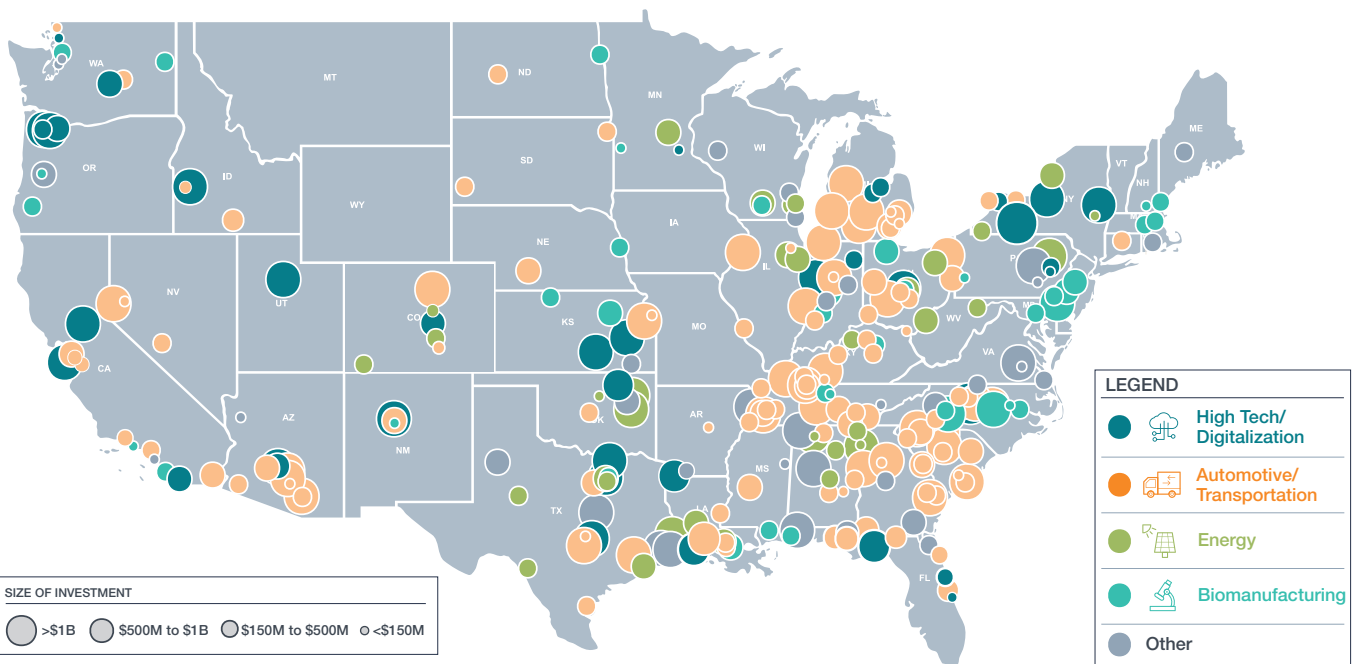 WA
MT
ND
MN
ME
WI
VT
OR
ID
SD
NH
WY
NY
IA
NE
IL
NV
UT
CO
KS
MO
WV
VA
CA
AZ
NM
AR
MS
TX
LA
FL
SIZE OF INVESTMENT
>$1B $500M to $1B $150M to $500M <$150M
LEGEND
High Tech/
Digitalization
Automotive/
Transportation
Energy
Biomanufacturing
Other